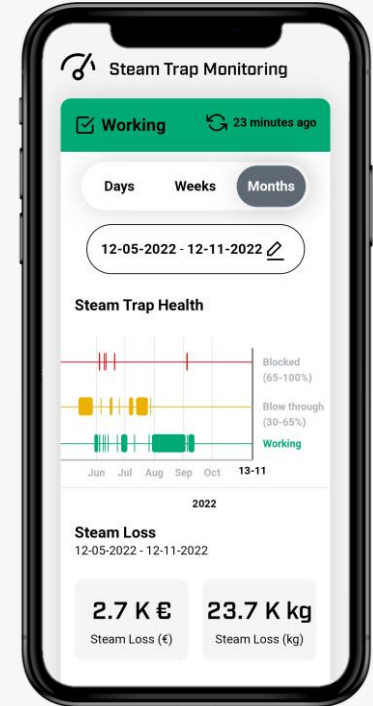 Steam Trap Monitoring
Working 23 minutes ago
Days Weeks Months
12-05-2022 - 12-11-2022
Steam Trap Health
Blocked
(65-100%)
Blow through
(30-65%)
Working
Jun Jul Aug Sep Oct 13-11
2022
Steam Loss
12-05-2022 - 12-11-2022
2.7 K € 23.7 K kg
Steam Loss (€) Steam Loss (kg)